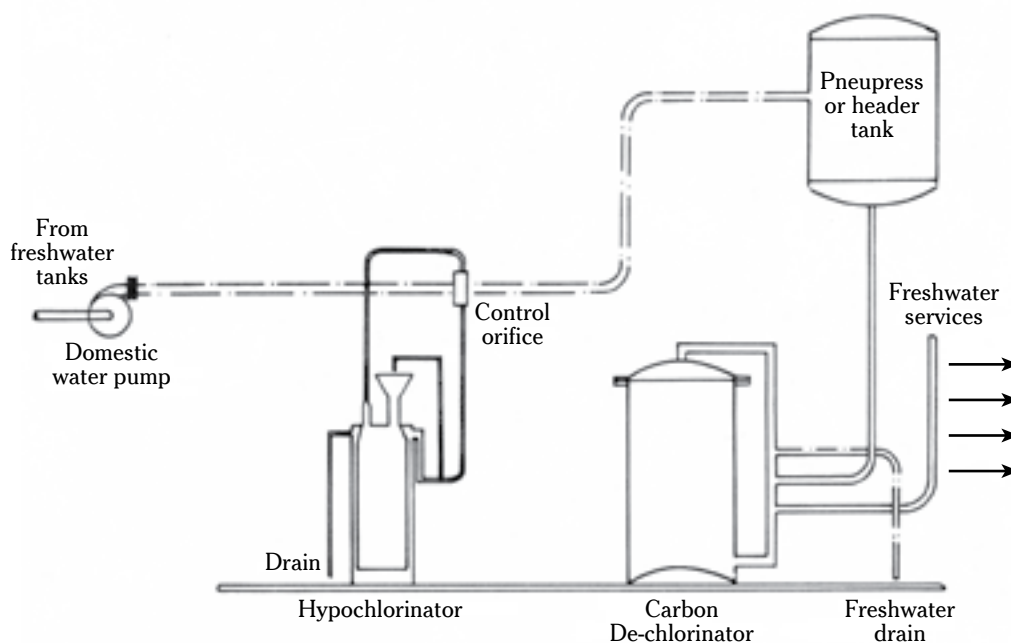 Pneupress
or header
tank
From
freshwater
tanks
Domestic
water pump
Control
orifice
Freshwater
services
Drain
Hypochlorinator
Carbon
De-chlorinator
Freshwater
drain